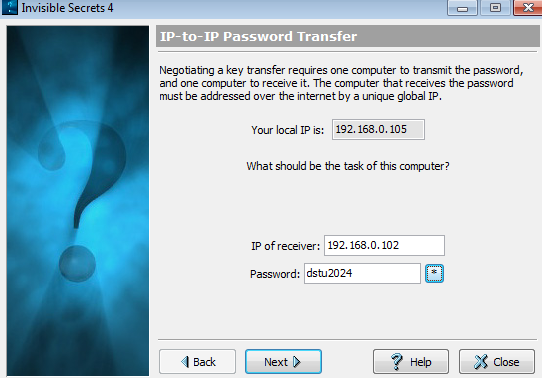 Invisible Secrets 4
IP-to-IP Password Transfer
Negotiating a key transfer requires one computer to transmit the password,
and one computer to receive it. The computer that receives the password
must be addressed over the internet by a unique global IP.
Your local IP is: 192.168.0.105
What should be the task of this computer?
IP of receiver: 192.168.0.102
Password: dstu2024 *
Back Next Help Close